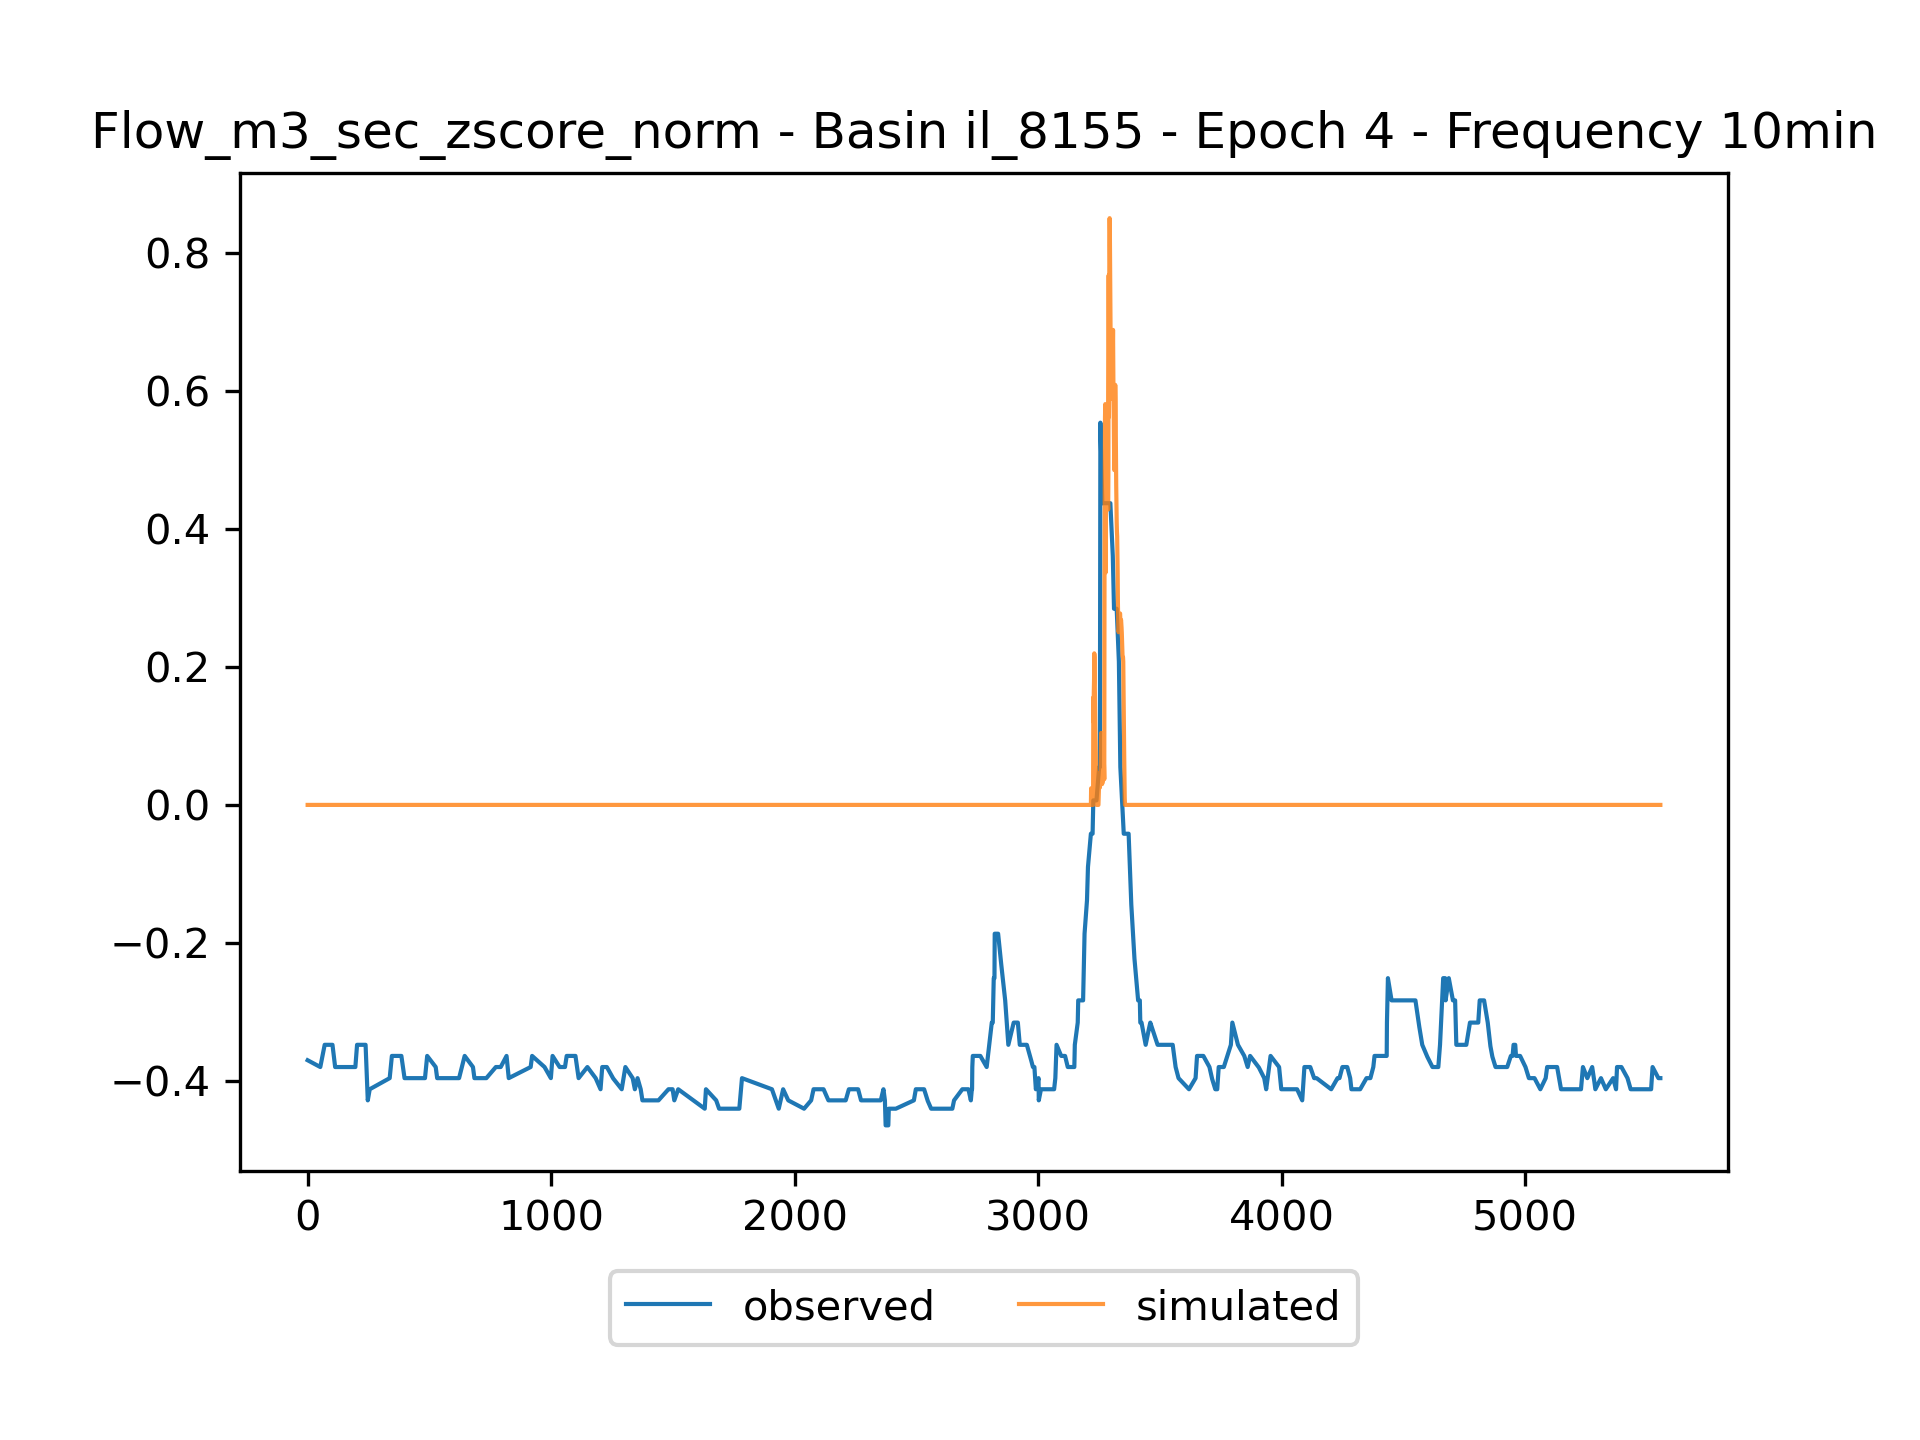 Flow_m3_sec_zscore_norm - Basin il_8155 - Epoch 4 - Frequency 10min
0.8
0.6
0.4
0.2
0.0
−0.2
−0.4
0 1000 2000 3000 4000 5000
observed simulated